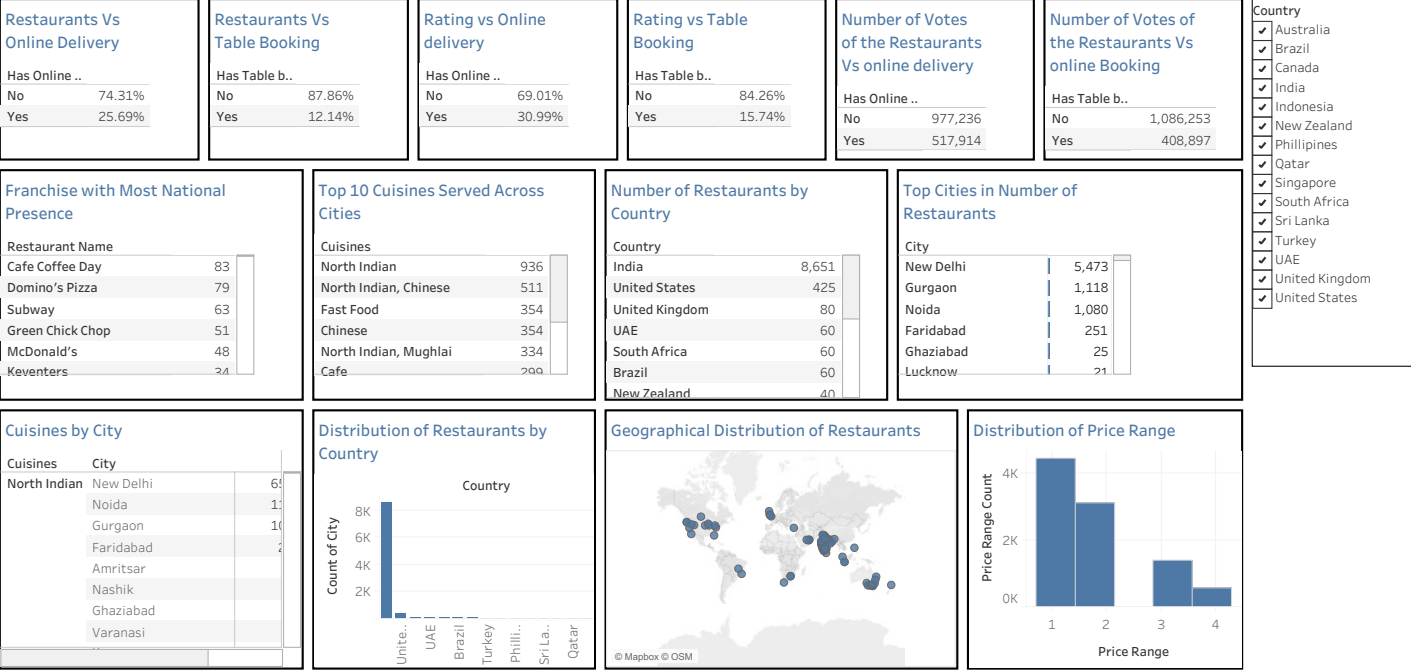 Restaurants Vs
Online Delivery
Has Online ..
No 74.31%
Yes 25.69%
Restaurants Vs
Table Booking
Has Table b..
No 87.86%
Yes 12.14%
Rating vs Online
delivery
Has Online ..
No 69.01%
Yes 30.99%
Rating vs Table
Booking
Has Table b..
No 84.26%
Yes 15.74%
Number of Votes
of the Restaurants
Vs online delivery
Has Online ..
No 977,236
Yes 517,914
Number of Votes of
the Restaurants Vs
online Booking
Has Table b..
No 1,086,253
Yes 408,897
Country
Australia
Brazil
Canada
India
Indonesia
New Zealand
Phillipines
Qatar
Singapore
South Africa
Sri Lanka
Turkey
UAE
United Kingdom
United States
Franchise with Most National
Presence
Restaurant Name
Cafe Coffee Day 83
Domino's Pizza 79
Subway 63
Green Chick Chop 51
McDonald's 48
Keventers 34
Top 10 Cuisines Served Across
Cities
Cuisines
North Indian 936
North Indian, Chinese 511
Fast Food 354
Chinese 354
North Indian, Mughlai 334
Cafe 299
Number of Restaurants by
Country
Country
India 8,651
United States 425
United Kingdom 80
UAE 60
South Africa 60
Brazil 60
New Zealand 40
Top Cities in Number of
Restaurants
City
New Delhi 5,473
Gurgaon 1,118
Noida 1,080
Faridabad 251
Ghaziabad 25
Lucknow 21
Cuisines by City
Cuisines City
North Indian New Delhi
Noida
Gurgaon
Faridabad
Amritsar
Nashik
Ghaziabad
Varanasi
Distribution of Restaurants by
Country
Country
Count of City
8K
6K
4K
2K
Unite..
UAE
Brazil
Turkey
Philli..
Sri La..
Qatar
Geographical Distribution of Restaurants
© Mapbox © OSM
Distribution of Price Range
Price Range Count
4K
2K
0K
1 2 3 4
Price Range